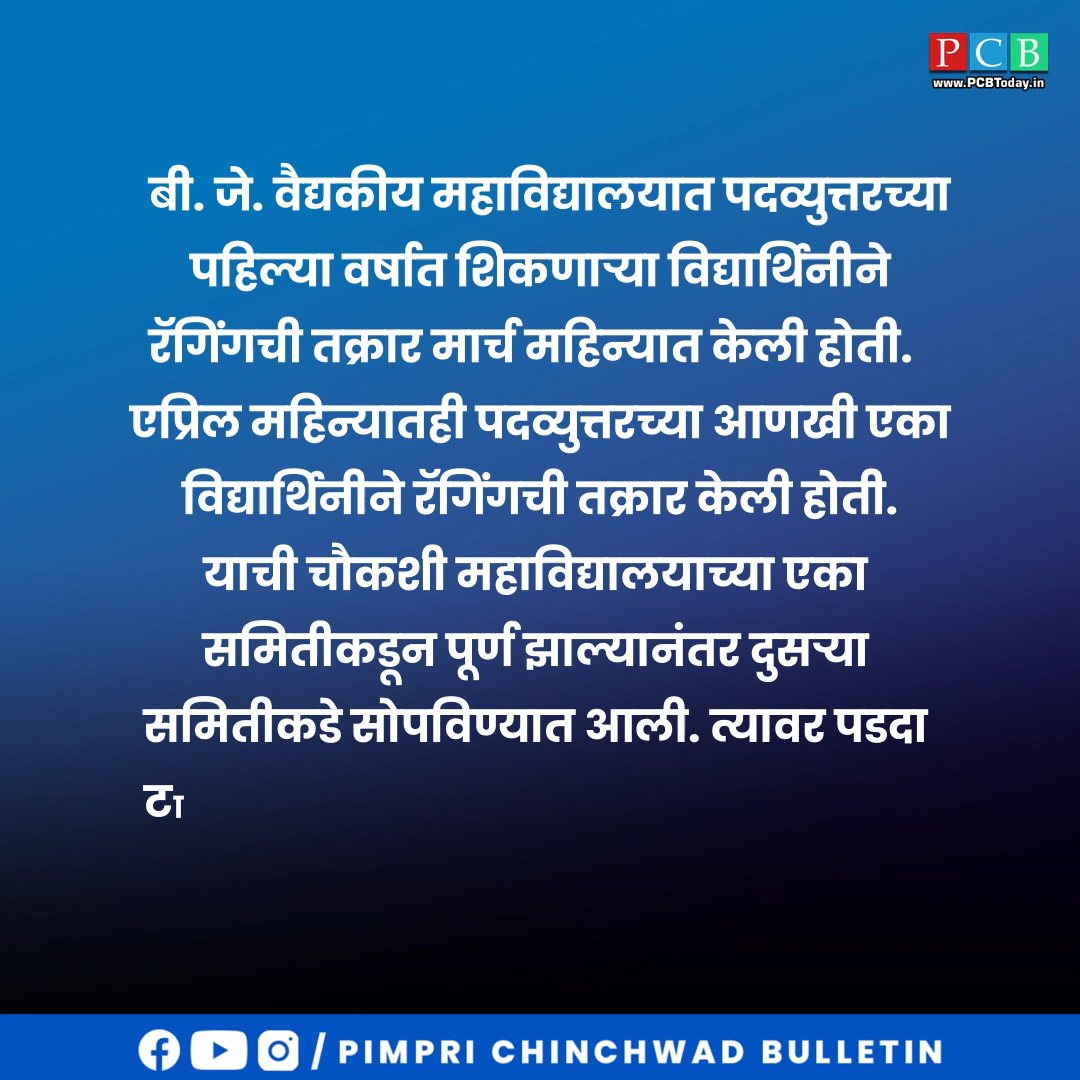 P C B
www.PCBToday.in
बी. जे. वैद्यकीय महाविद्यालयात पदव्युत्तरच्या
पहिल्या वर्षात शिकणाऱ्या विद्यार्थिनीने
रॅगिंगची तक्रार मार्च महिन्यात केली होती.
एप्रिल महिन्यातही पदव्युत्तरच्या आणखी एका
विद्यार्थिनीने रॅगिंगची तक्रार केली होती.
याची चौकशी महाविद्यालयाच्या एका
समितीकडून पूर्ण झाल्यानंतर दुसऱ्या
समितीकडे सोपविण्यात आली. त्यावर पडदा
टा
/ PIMPRI CHINCHWAD BULLETIN